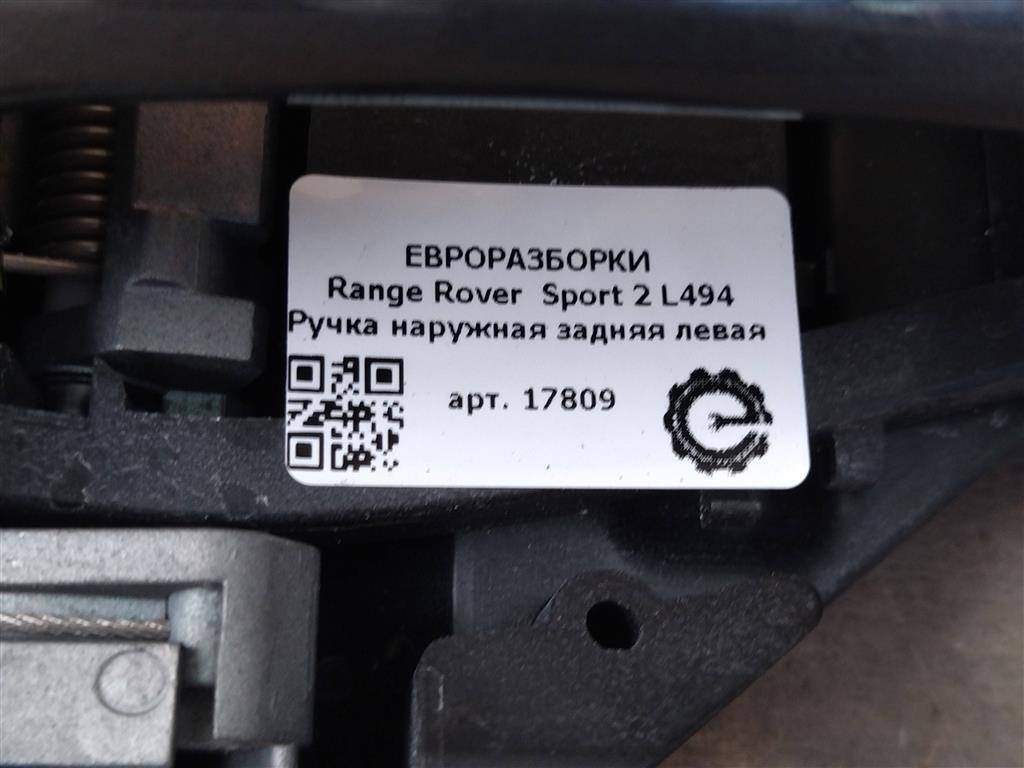 ЕВРОРАЗБОРКИ
Range Rover Sport 2 L494
Ручка наружная задняя левая
арт. 17809